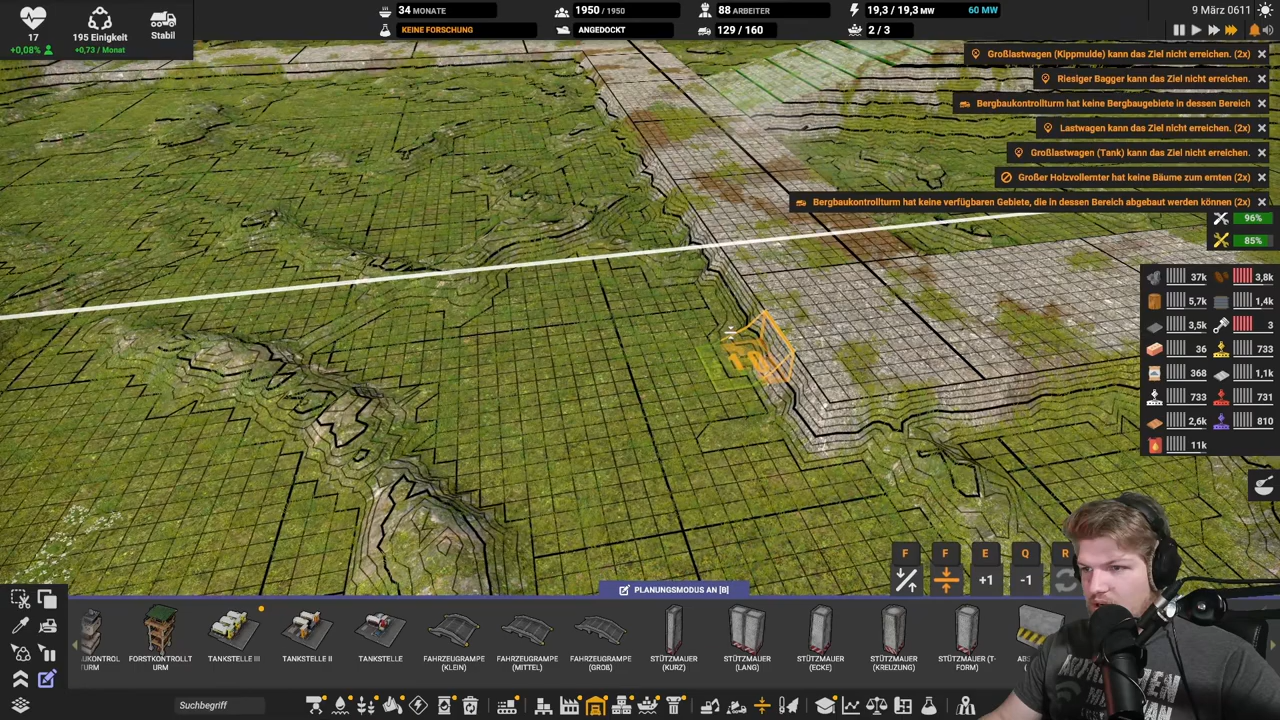 34 MONATE
1950 / 1950
88 ARBEITER
19,3 / 19,3 MW
60 MW
9 März 0611
17
195 Einigkeit
Stabil
+0,08%
+0,73 / Monat
KEINE FORSCHUNG
ANGEDOCKT
129 / 160
2 / 3
Großlastwagen (Kippmulde) kann das Ziel nicht erreichen. (2x)
Riesiger Bagger kann das Ziel nicht erreichen.
Bergbaukontrollturm hat keine Bergbaugebiete in dessen Bereich
Lastwagen kann das Ziel nicht erreichen. (2x)
Großlastwagen (Tank) kann das Ziel nicht erreichen.
Großer Holzvollernter hat keine Bäume zum ernten (2x)
Bergbaukontrollturm hat keine verfügbaren Gebiete, die in dessen Bereich abgebaut werden können (2x)
96%
85%
37k
3,8k
5,7k
1,4k
3,5k
3
36
733
368
1,1k
733
731
2,6k
810
11k
F
F
E
Q
R
+1
-1
PLANUNGSMODUS AN [B]
FORSTKONTROLLT
URM
TANKSTELLE III
TANKSTELLE II
TANKSTELLE
FAHRZEUGRAMPE
(KLEIN)
FAHRZEUGRAMPE
(MITTEL)
FAHRZEUGRAMPE
(GROß)
STÜTZMAUER
(KURZ)
STÜTZMAUER
(LANG)
STÜTZMAUER
(ECKE)
STÜTZMAUER
(KREUZUNG)
STÜTZMAUER (T-
FORM)
Suchbegriff